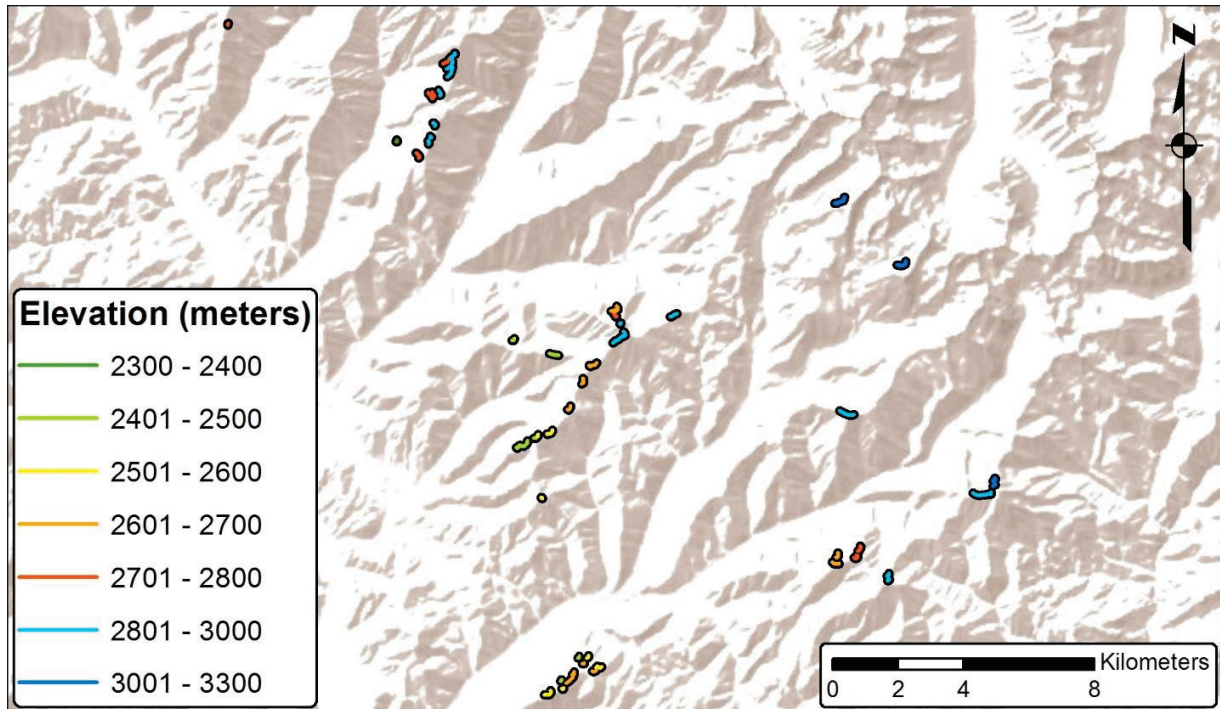 N
Elevation (meters)
2300 - 2400
2401 - 2500
2501 - 2600
2601 - 2700
2701 - 2800
2801 - 3000
3001 - 3300
Kilometers
0 2 4 8